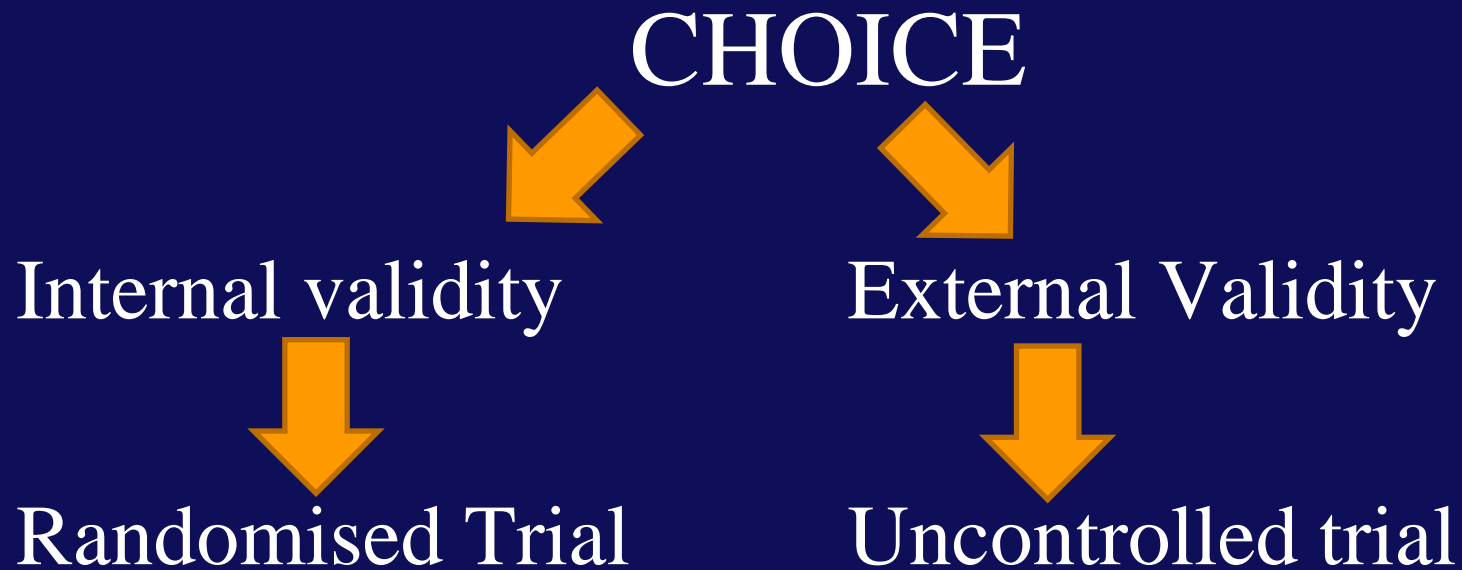 CHOICE
Internal validity
External Validity
Randomised Trial
Uncontrolled trial